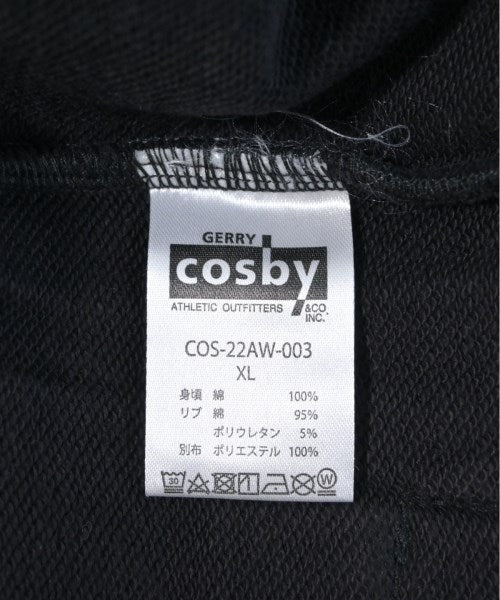 GERRY
cosby
ATHLETIC OUTFITTERS &CO. INC.
COS-22AW-003
XL
身頃 綿 100%
リブ 綿 95%
ポリウレタン 5%
別布 ポリエステル 100%
30 W